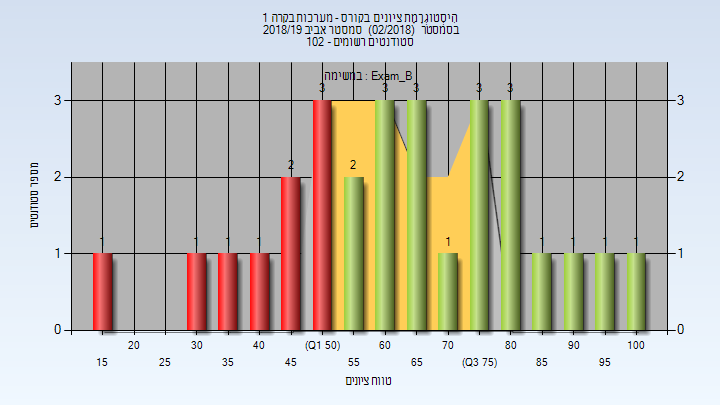 היסטוגרמת ציונים בקורס - מערכות בקרה 1
בסמסטר (02/2018) סמסטר אביב 2018/19
סטודנטים רשומים - 102
במשימה : Exam_B
מספר סטודנטים
3 3
2 2
1 1
0 0
1 1 1 1 2 3 2 3 3 1 3 3 1 1 1 1
20 30 40 (Q1 50) 60 70 80 90 100
15 25 35 45 55 65 (Q3 75) 85 95
טווח ציונים